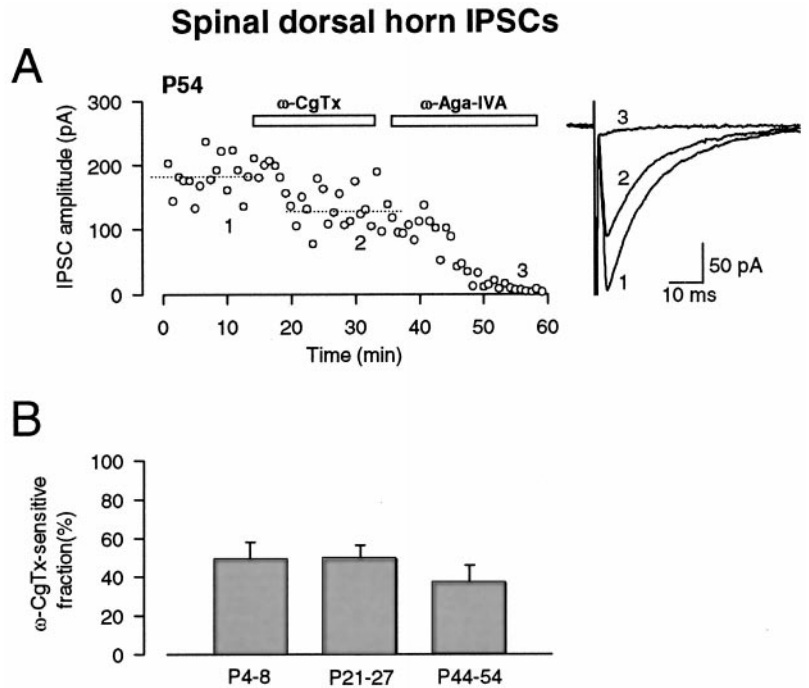 Spinal dorsal horn IPSCs
A
P54
ω-CgTx
ω-Aga-IVA
IPSC amplitude (pA)
300
200
100
0
1
2
3
0 10 20 30 40 50 60
Time (min)
3
2
1
50 pA
10 ms
B
ω-CgTx-sensitive
fraction(%)
100
80
60
40
20
0
P4-8 P21-27 P44-54